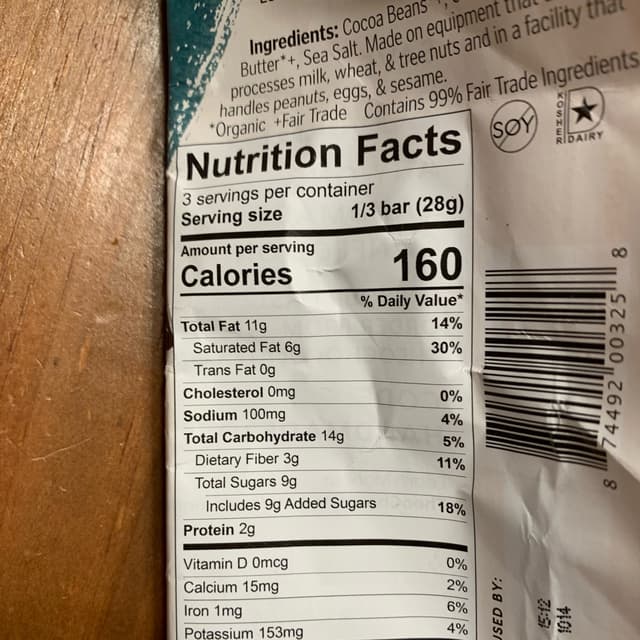 Ingredients: Cocoa Beans*+,
Butter*+, Sea Salt. Made on equipment that
processes milk, wheat, & tree nuts and in a facility that
handles peanuts, eggs, & sesame.
*Organic +Fair Trade Contains 99% Fair Trade Ingredients
SOY
KOSHER DAIRY
Nutrition Facts
3 servings per container
Serving size 1/3 bar (28g)
Amount per serving
Calories 160
% Daily Value*
Total Fat 11g 14%
Saturated Fat 6g 30%
Trans Fat 0g
Cholesterol 0mg 0%
Sodium 100mg 4%
Total Carbohydrate 14g 5%
Dietary Fiber 3g 11%
Total Sugars 9g
Includes 9g Added Sugars 18%
Protein 2g
Vitamin D 0mcg 0%
Calcium 15mg 2%
Iron 1mg 6%
Potassium 153mg 4%
8 74492 00325 8
USED BY:
15:12
1014